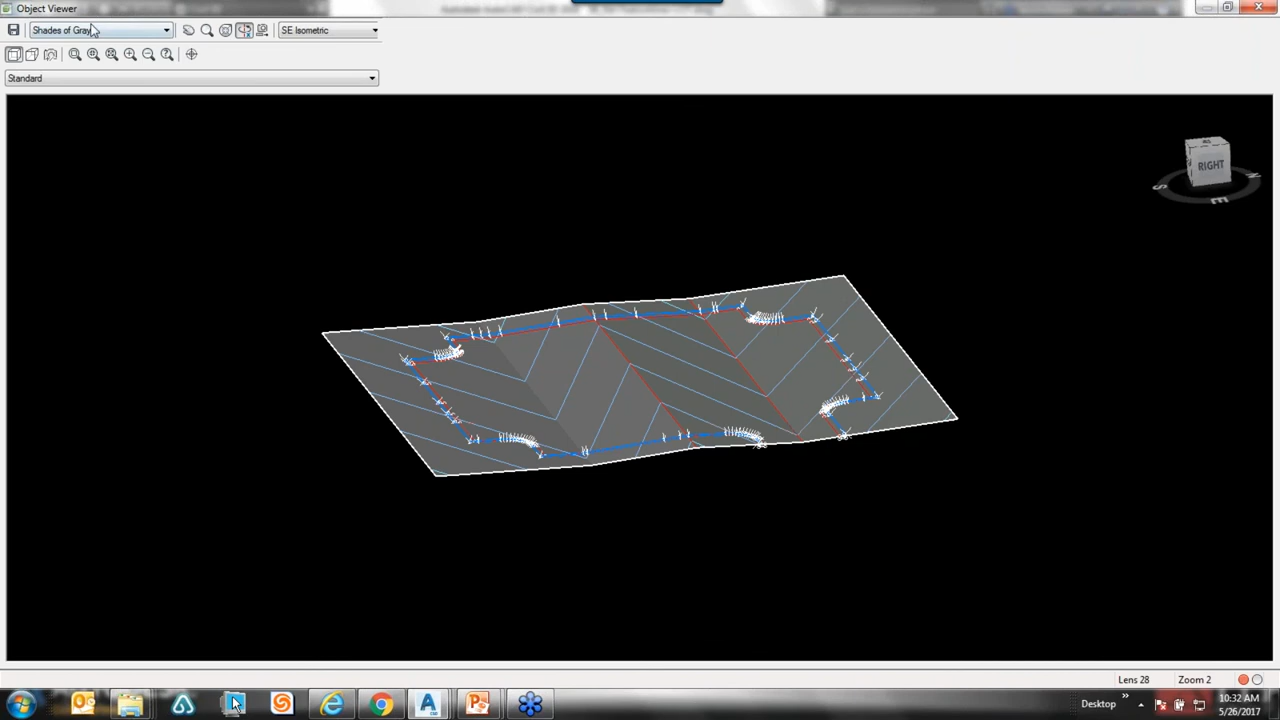 Object Viewer
Shades of Gray
SE Isometric
Standard
RIGHT
S
E
N
Lens 28
Zoom 2
Desktop
10:32 AM
5/26/2017